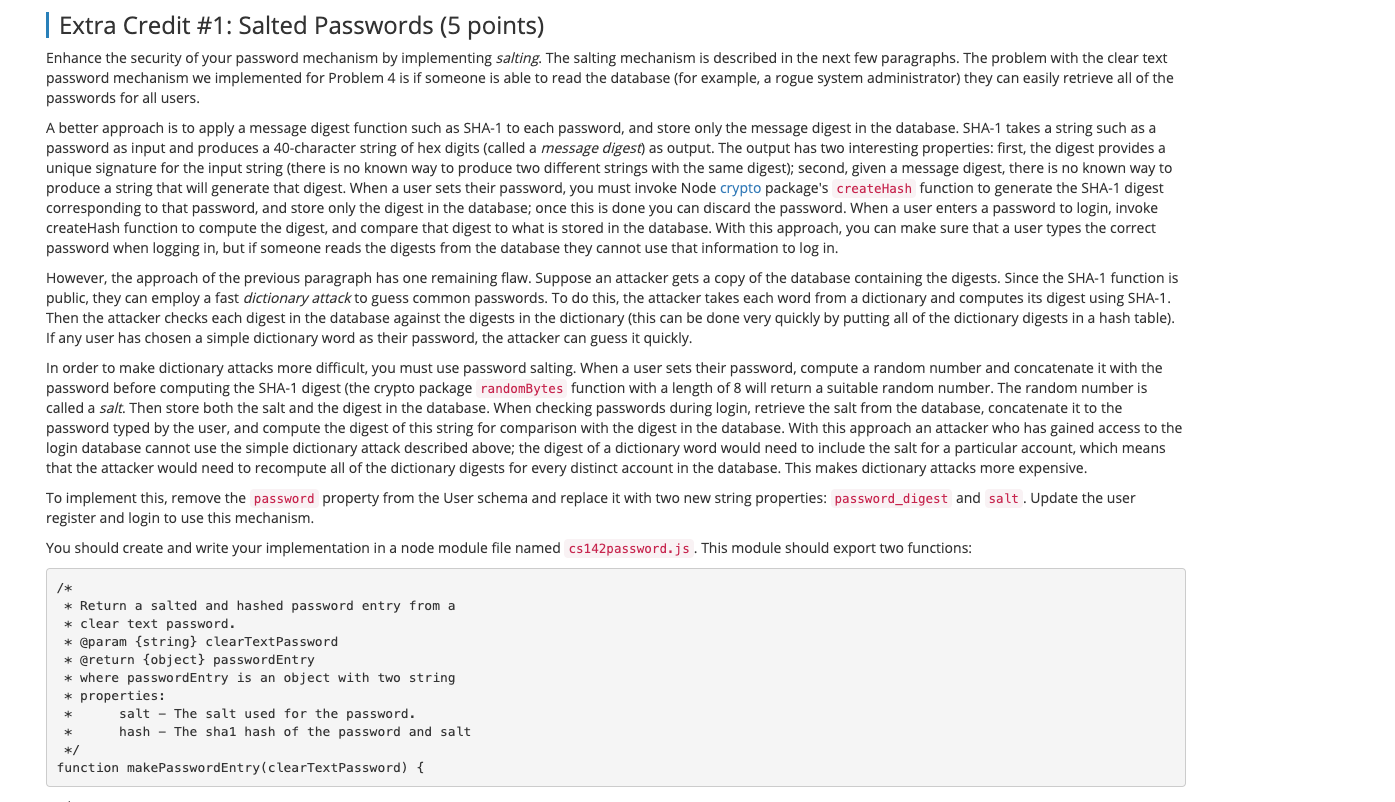 Extra Credit #1: Salted Passwords (5 points)
Enhance the security of your password mechanism by implementing salting. The salting mechanism is described in the next few paragraphs. The problem with the clear text
password mechanism we implemented for Problem 4 is if someone is able to read the database (for example, a rogue system administrator) they can easily retrieve all of the
passwords for all users.
A better approach is to apply a message digest function such as SHA-1 to each password, and store only the message digest in the database. SHA-1 takes a string such as a
password as input and produces a 40-character string of hex digits (called a message digest) as output. The output has two interesting properties: first, the digest provides a
unique signature for the input string (there is no known way to produce two different strings with the same digest); second, given a message digest, there is no known way to
produce a string that will generate that digest. When a user sets their password, you must invoke Node crypto package's createHash function to generate the SHA-1 digest
corresponding to that password, and store only the digest in the database; once this is done you can discard the password. When a user enters a password to login, invoke
createHash function to compute the digest, and compare that digest to what is stored in the database. With this approach, you can make sure that a user types the correct
password when logging in, but if someone reads the digests from the database they cannot use that information to log in.
However, the approach of the previous paragraph has one remaining flaw. Suppose an attacker gets a copy of the database containing the digests. Since the SHA-1 function is
public, they can employ a fast dictionary attack to guess common passwords. To do this, the attacker takes each word from a dictionary and computes its digest using SHA-1.
Then the attacker checks each digest in the database against the digests in the dictionary (this can be done very quickly by putting all of the dictionary digests in a hash table).
If any user has chosen a simple dictionary word as their password, the attacker can guess it quickly.
In order to make dictionary attacks more difficult, you must use password salting. When a user sets their password, compute a random number and concatenate it with the
password before computing the SHA-1 digest (the crypto package randomBytes function with a length of 8 will return a suitable random number. The random number is
called a salt. Then store both the salt and the digest in the database. When checking passwords during login, retrieve the salt from the database, concatenate it to the
password typed by the user, and compute the digest of this string for comparison with the digest in the database. With this approach an attacker who has gained access to the
login database cannot use the simple dictionary attack described above; the digest of a dictionary word would need to include the salt for a particular account, which means
that the attacker would need to recompute all of the dictionary digests for every distinct account in the database. This makes dictionary attacks more expensive.
To implement this, remove the password property from the User schema and replace it with two new string properties: password_digest and salt. Update the user
register and login to use this mechanism.
You should create and write your implementation in a node module file named cs142password.js. This module should export two functions:
/*
 * Return a salted and hashed password entry from a
 * clear text password.
 * @param {string} clearTextPassword
 * @return {object} passwordEntry
 * where passwordEntry is an object with two string
 * properties:
 *      salt - The salt used for the password.
 *      hash - The sha1 hash of the password and salt
 */
function makePasswordEntry(clearTextPassword) {